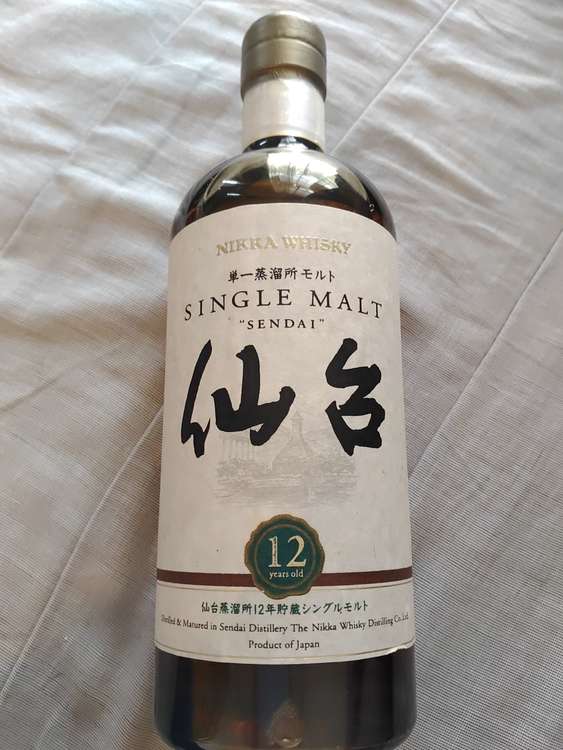 NIKKA WHISKY
単一蒸溜所モルト
SINGLE MALT
"SENDAI"
仙台
12
years old
仙台蒸溜所12年貯蔵シングルモルト
Distilled & Matured in Sendai Distillery The Nikka Whisky Distilling Co., Ltd.
Product of Japan